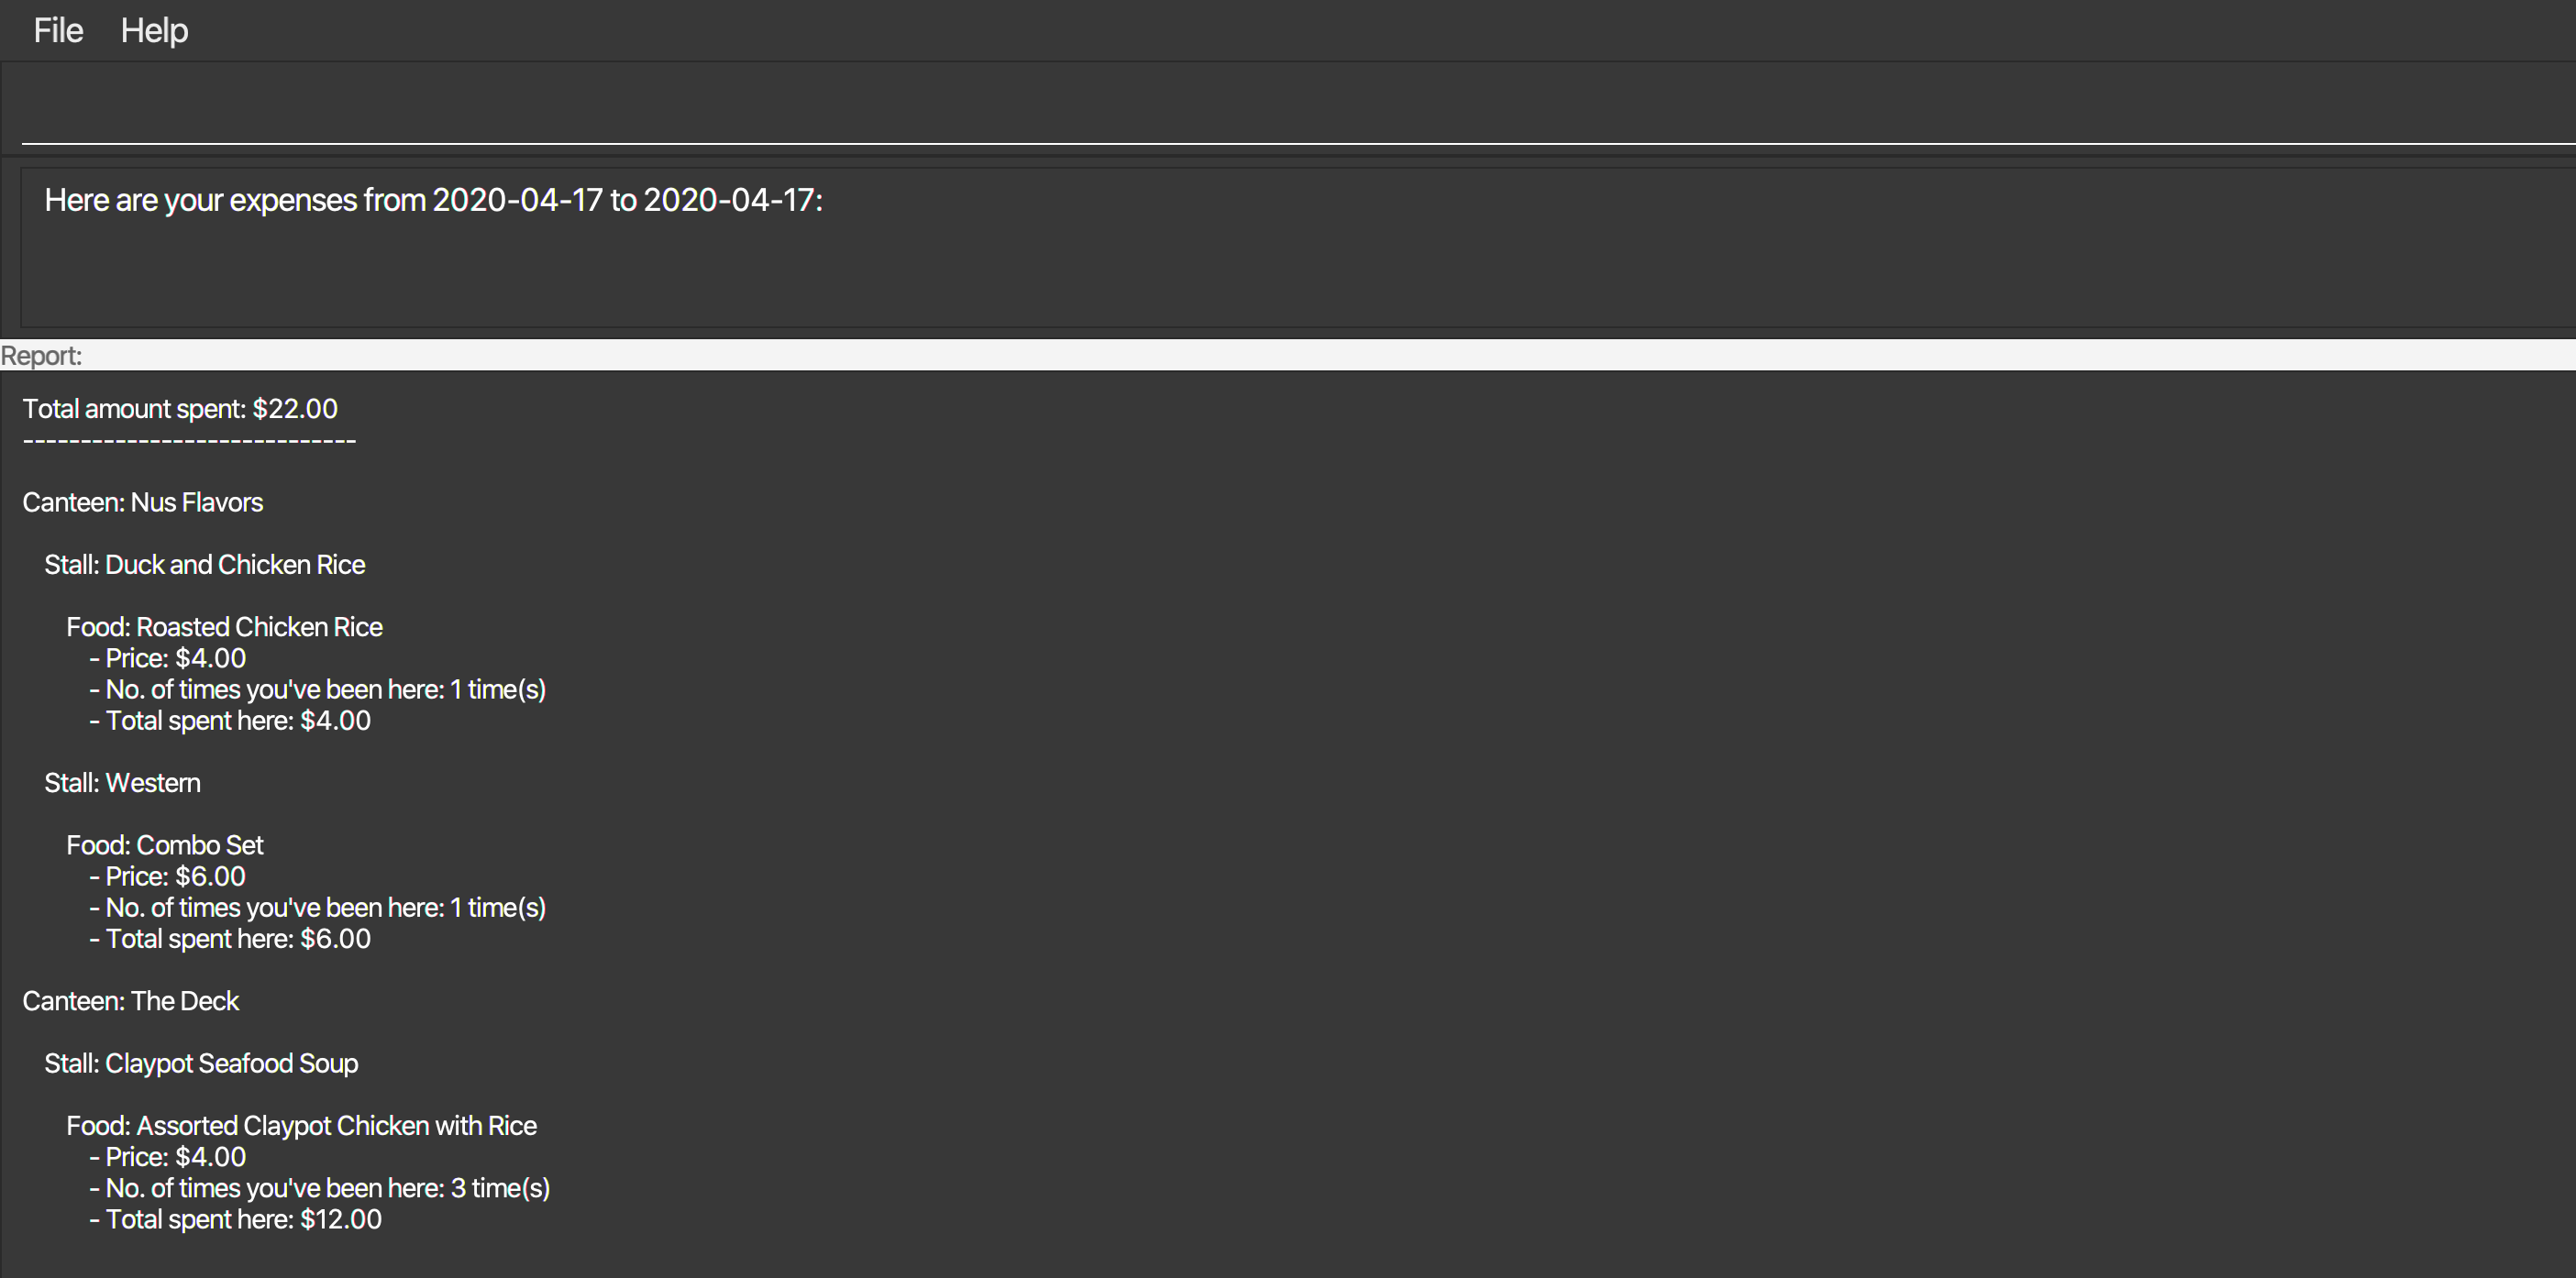 File Help
Here are your expenses from 2020-04-17 to 2020-04-17:
Report:
Total amount spent: $22.00
-----------------------------
Canteen: Nus Flavors
Stall: Duck and Chicken Rice
Food: Roasted Chicken Rice
- Price: $4.00
- No. of times you've been here: 1 time(s)
- Total spent here: $4.00
Stall: Western
Food: Combo Set
- Price: $6.00
- No. of times you've been here: 1 time(s)
- Total spent here: $6.00
Canteen: The Deck
Stall: Claypot Seafood Soup
Food: Assorted Claypot Chicken with Rice
- Price: $4.00
- No. of times you've been here: 3 time(s)
- Total spent here: $12.00